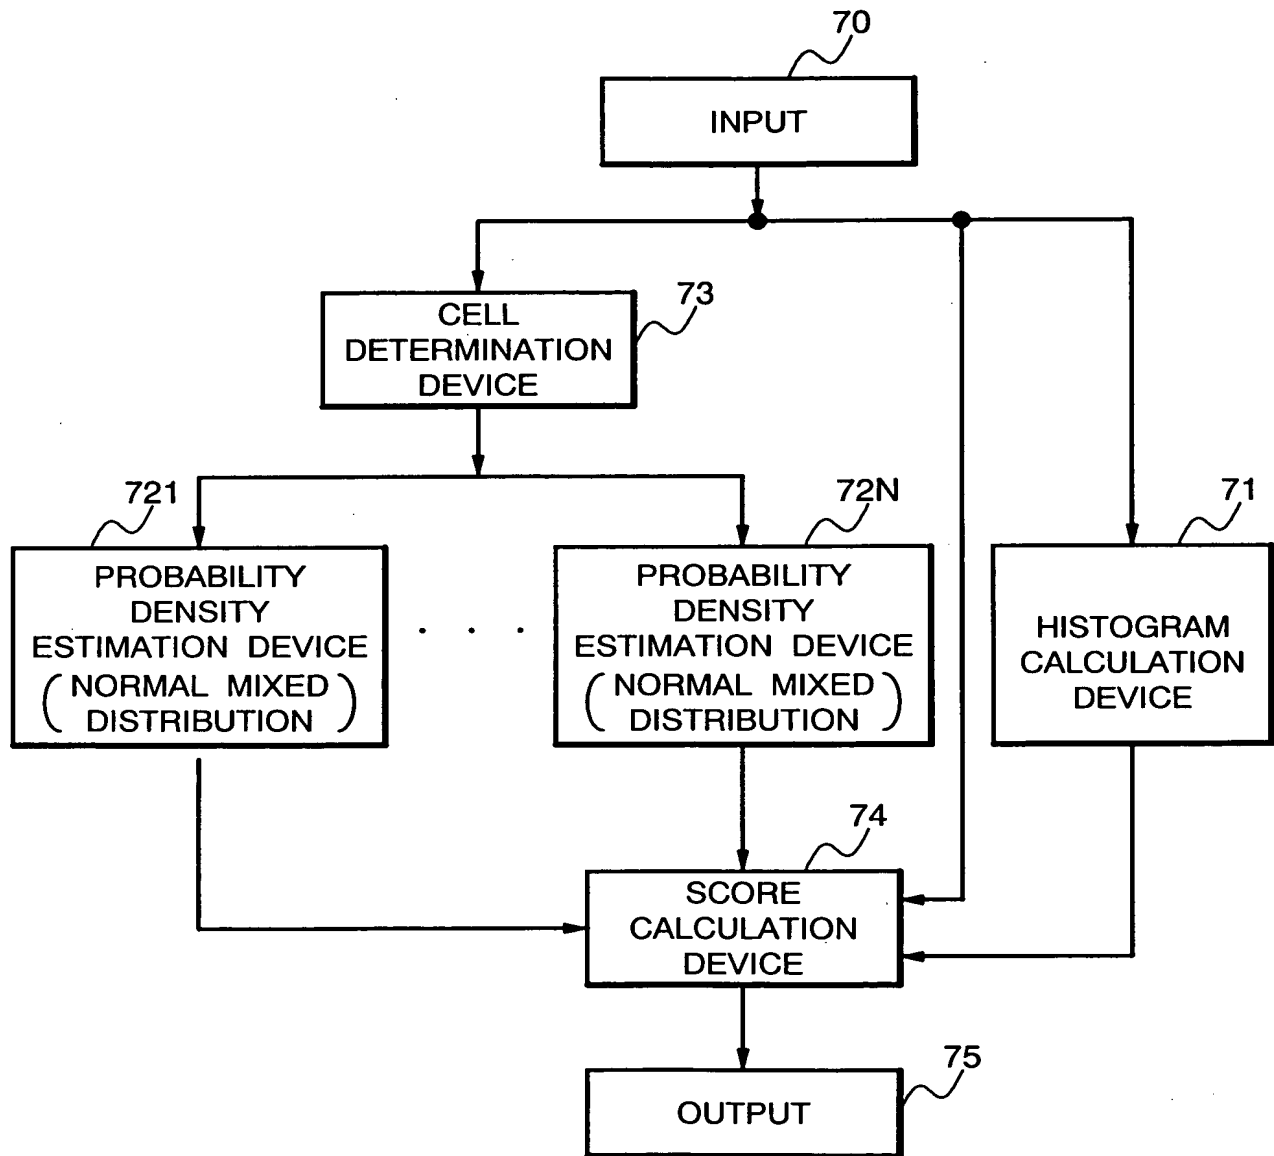 70
INPUT
73
CELL
DETERMINATION
DEVICE
721
PROBABILITY
DENSITY
ESTIMATION DEVICE
(NORMAL MIXED
DISTRIBUTION)
. . .
72N
PROBABILITY
DENSITY
ESTIMATION DEVICE
(NORMAL MIXED
DISTRIBUTION)
71
HISTOGRAM
CALCULATION
DEVICE
74
SCORE
CALCULATION
DEVICE
75
OUTPUT